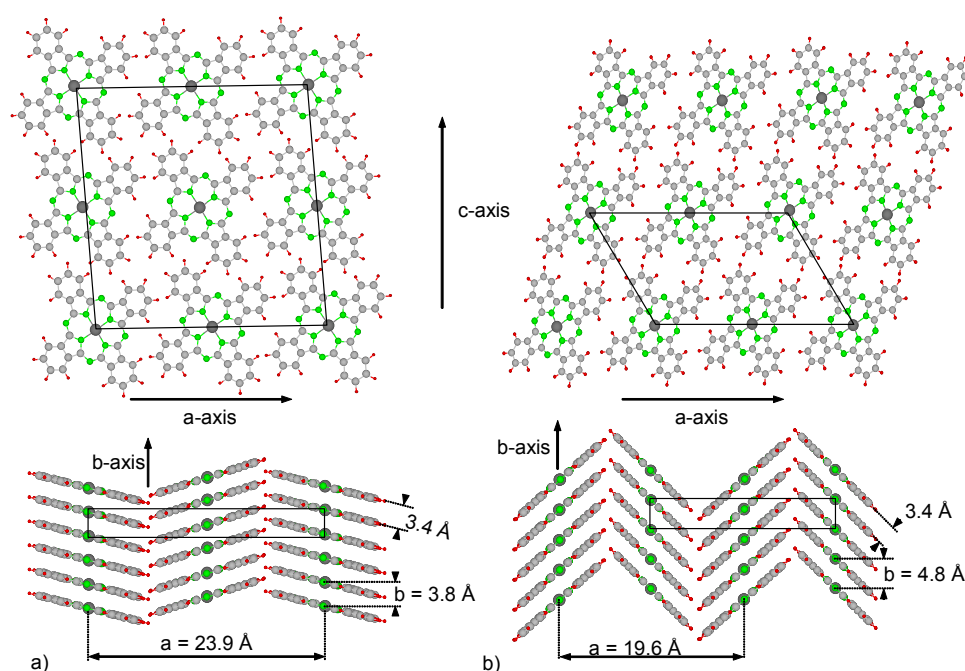 c-axis
a-axis
a-axis
b-axis
3.4 Å
b = 3.8 Å
a = 23.9 Å
a)
b-axis
3.4 Å
b = 4.8 Å
a = 19.6 Å
b)